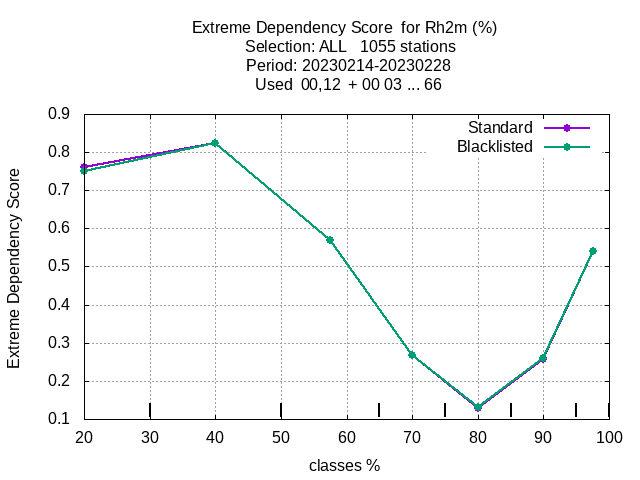 Extreme Dependency Score  for Rh2m (%)
Selection: ALL   1055 stations
Period: 20230214-20230228
Used  00,12  + 00 03 ... 66
Standard
Blacklisted
Extreme Dependency Score
0.9
0.8
0.7
0.6
0.5
0.4
0.3
0.2
0.1
20 30 40 50 60 70 80 90 100
classes %